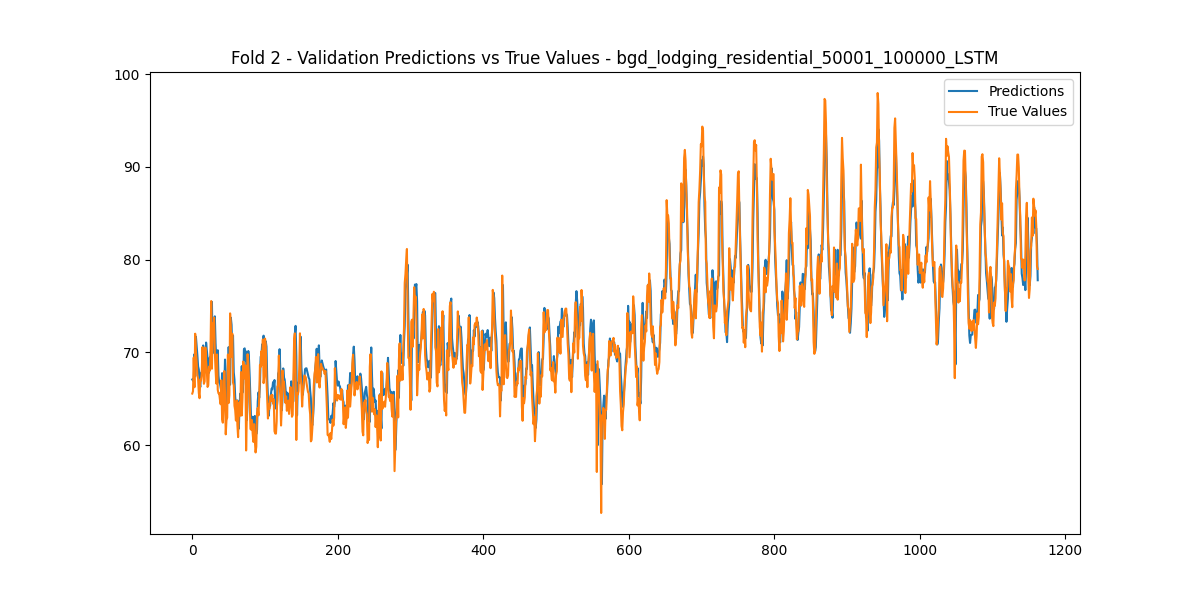 Fold 2 - Validation Predictions vs True Values - bgd_lodging_residential_50001_100000_LSTM
Predictions
True Values
100
90
80
70
60
0 200 400 600 800 1000 1200